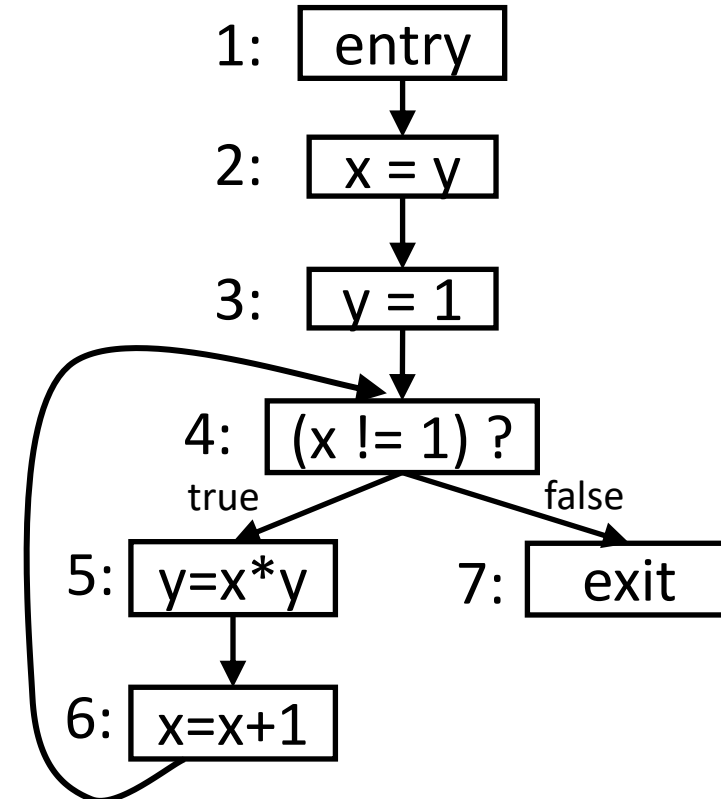 1: entry
2: x = y
3: y = 1
4: (x != 1) ?
true false
5: y=x*y 7: exit
6: x=x+1